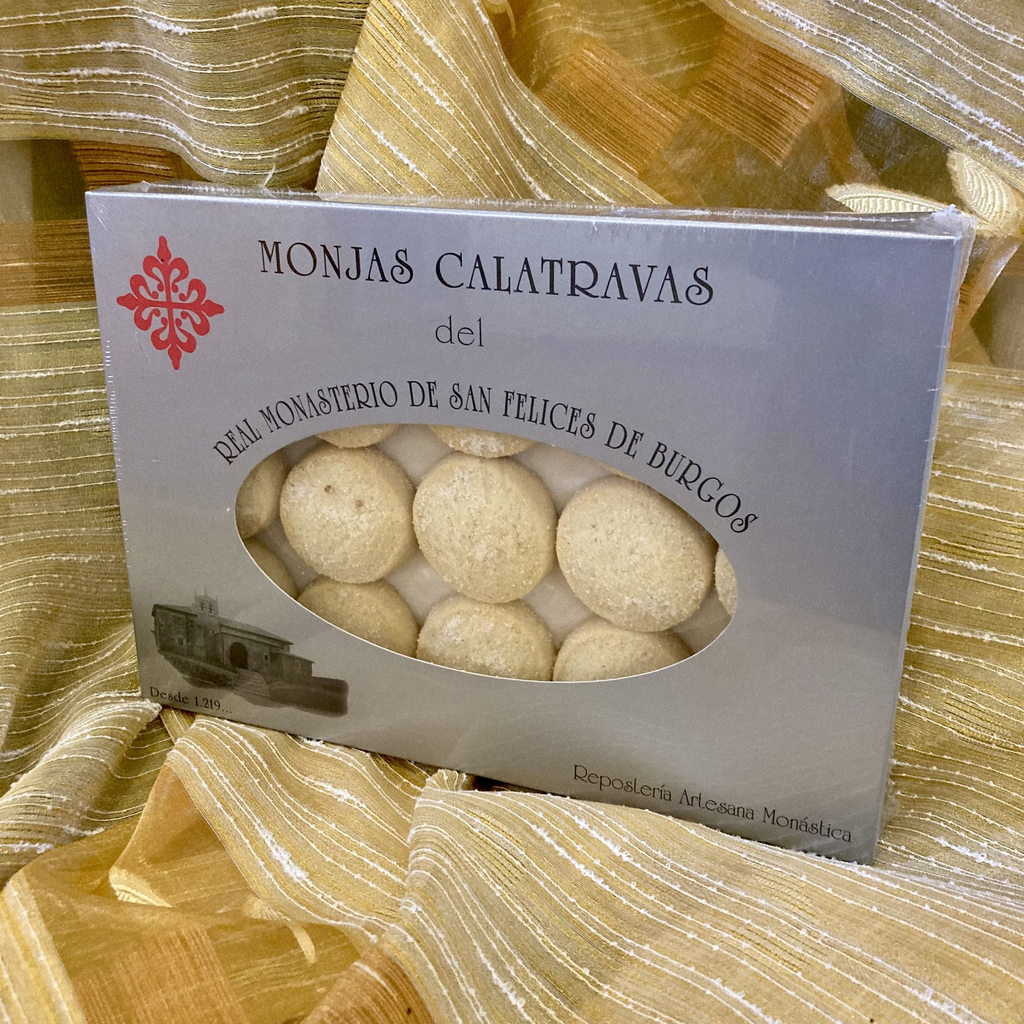 MONJAS CALATRAVAS
del
REAL MONASTERIO DE SAN FELICES DE BURGOS
Desde 1.219...
Repostería Artesana Monástica